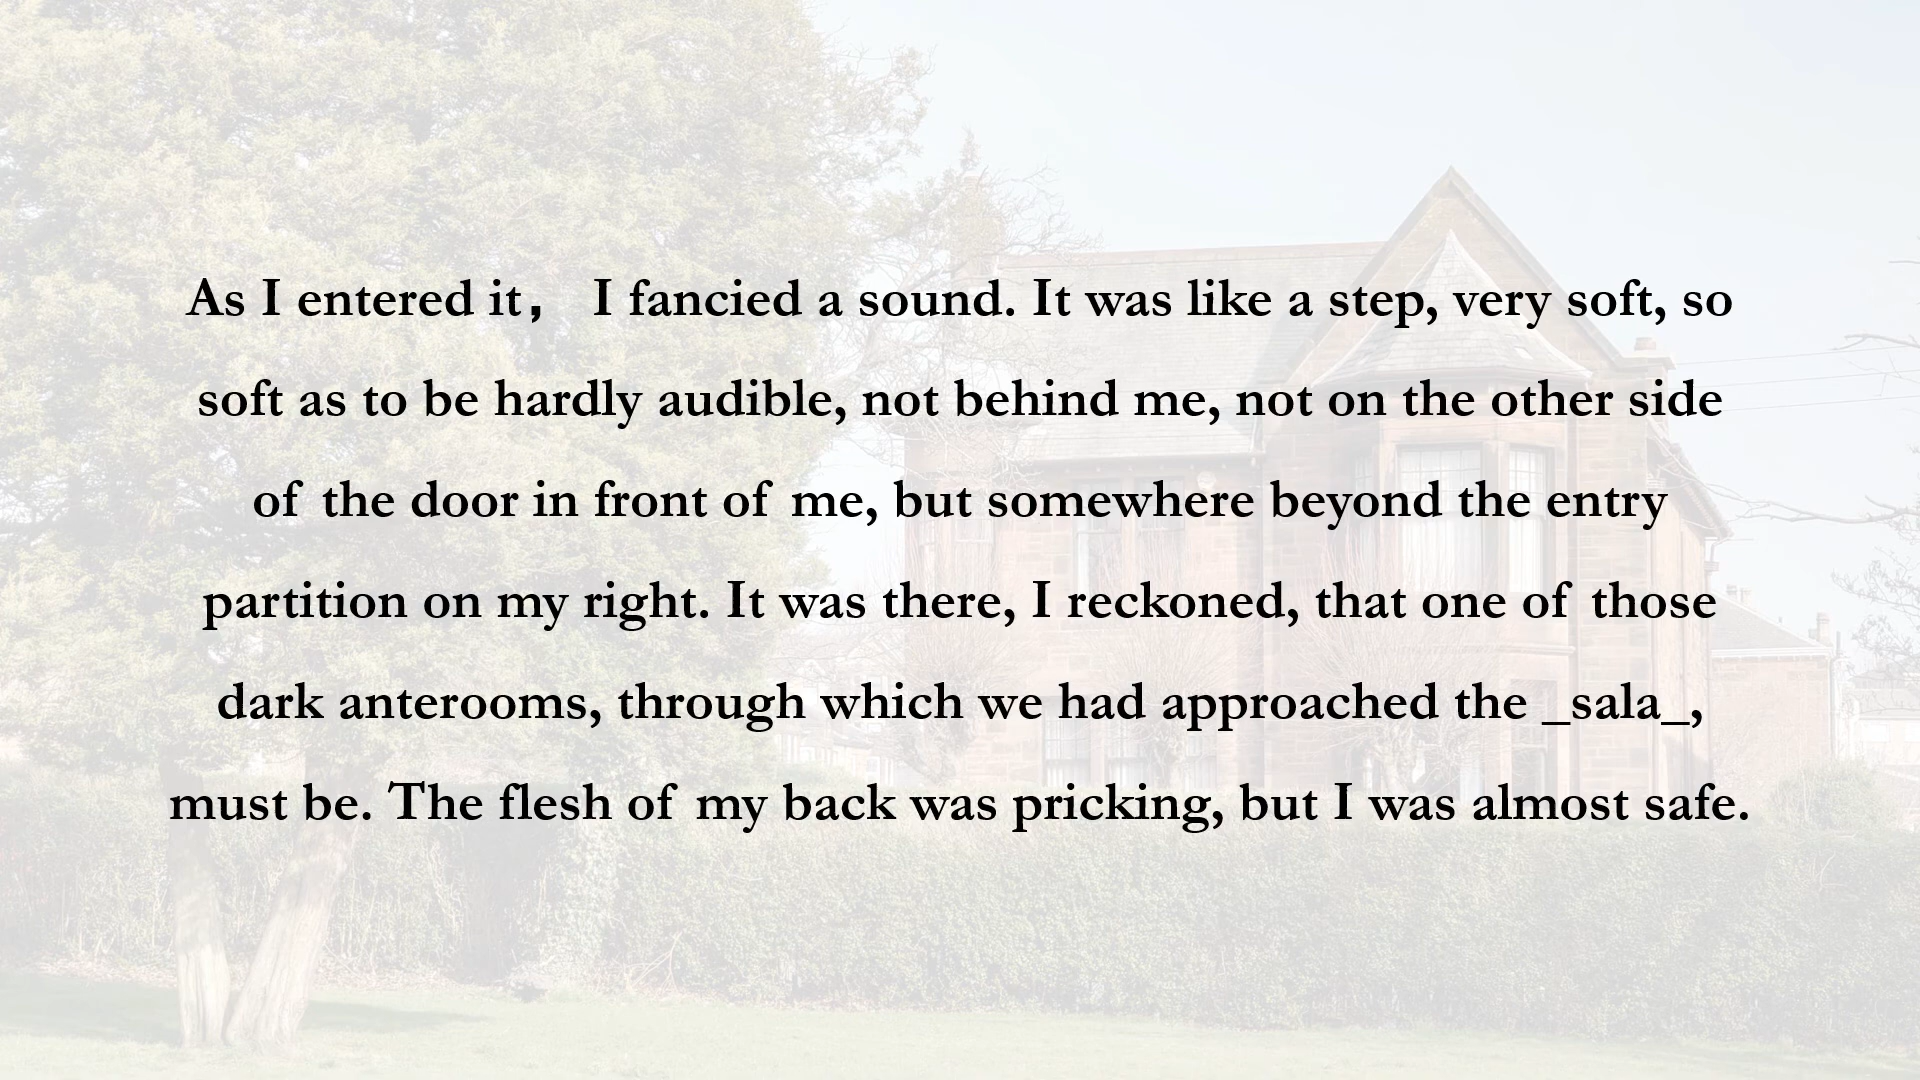 As I entered it， I fancied a sound. It was like a step, very soft, so
soft as to be hardly audible, not behind me, not on the other side
of the door in front of me, but somewhere beyond the entry
partition on my right. It was there, I reckoned, that one of those
dark anterooms, through which we had approached the _sala_,
must be. The flesh of my back was pricking, but I was almost safe.